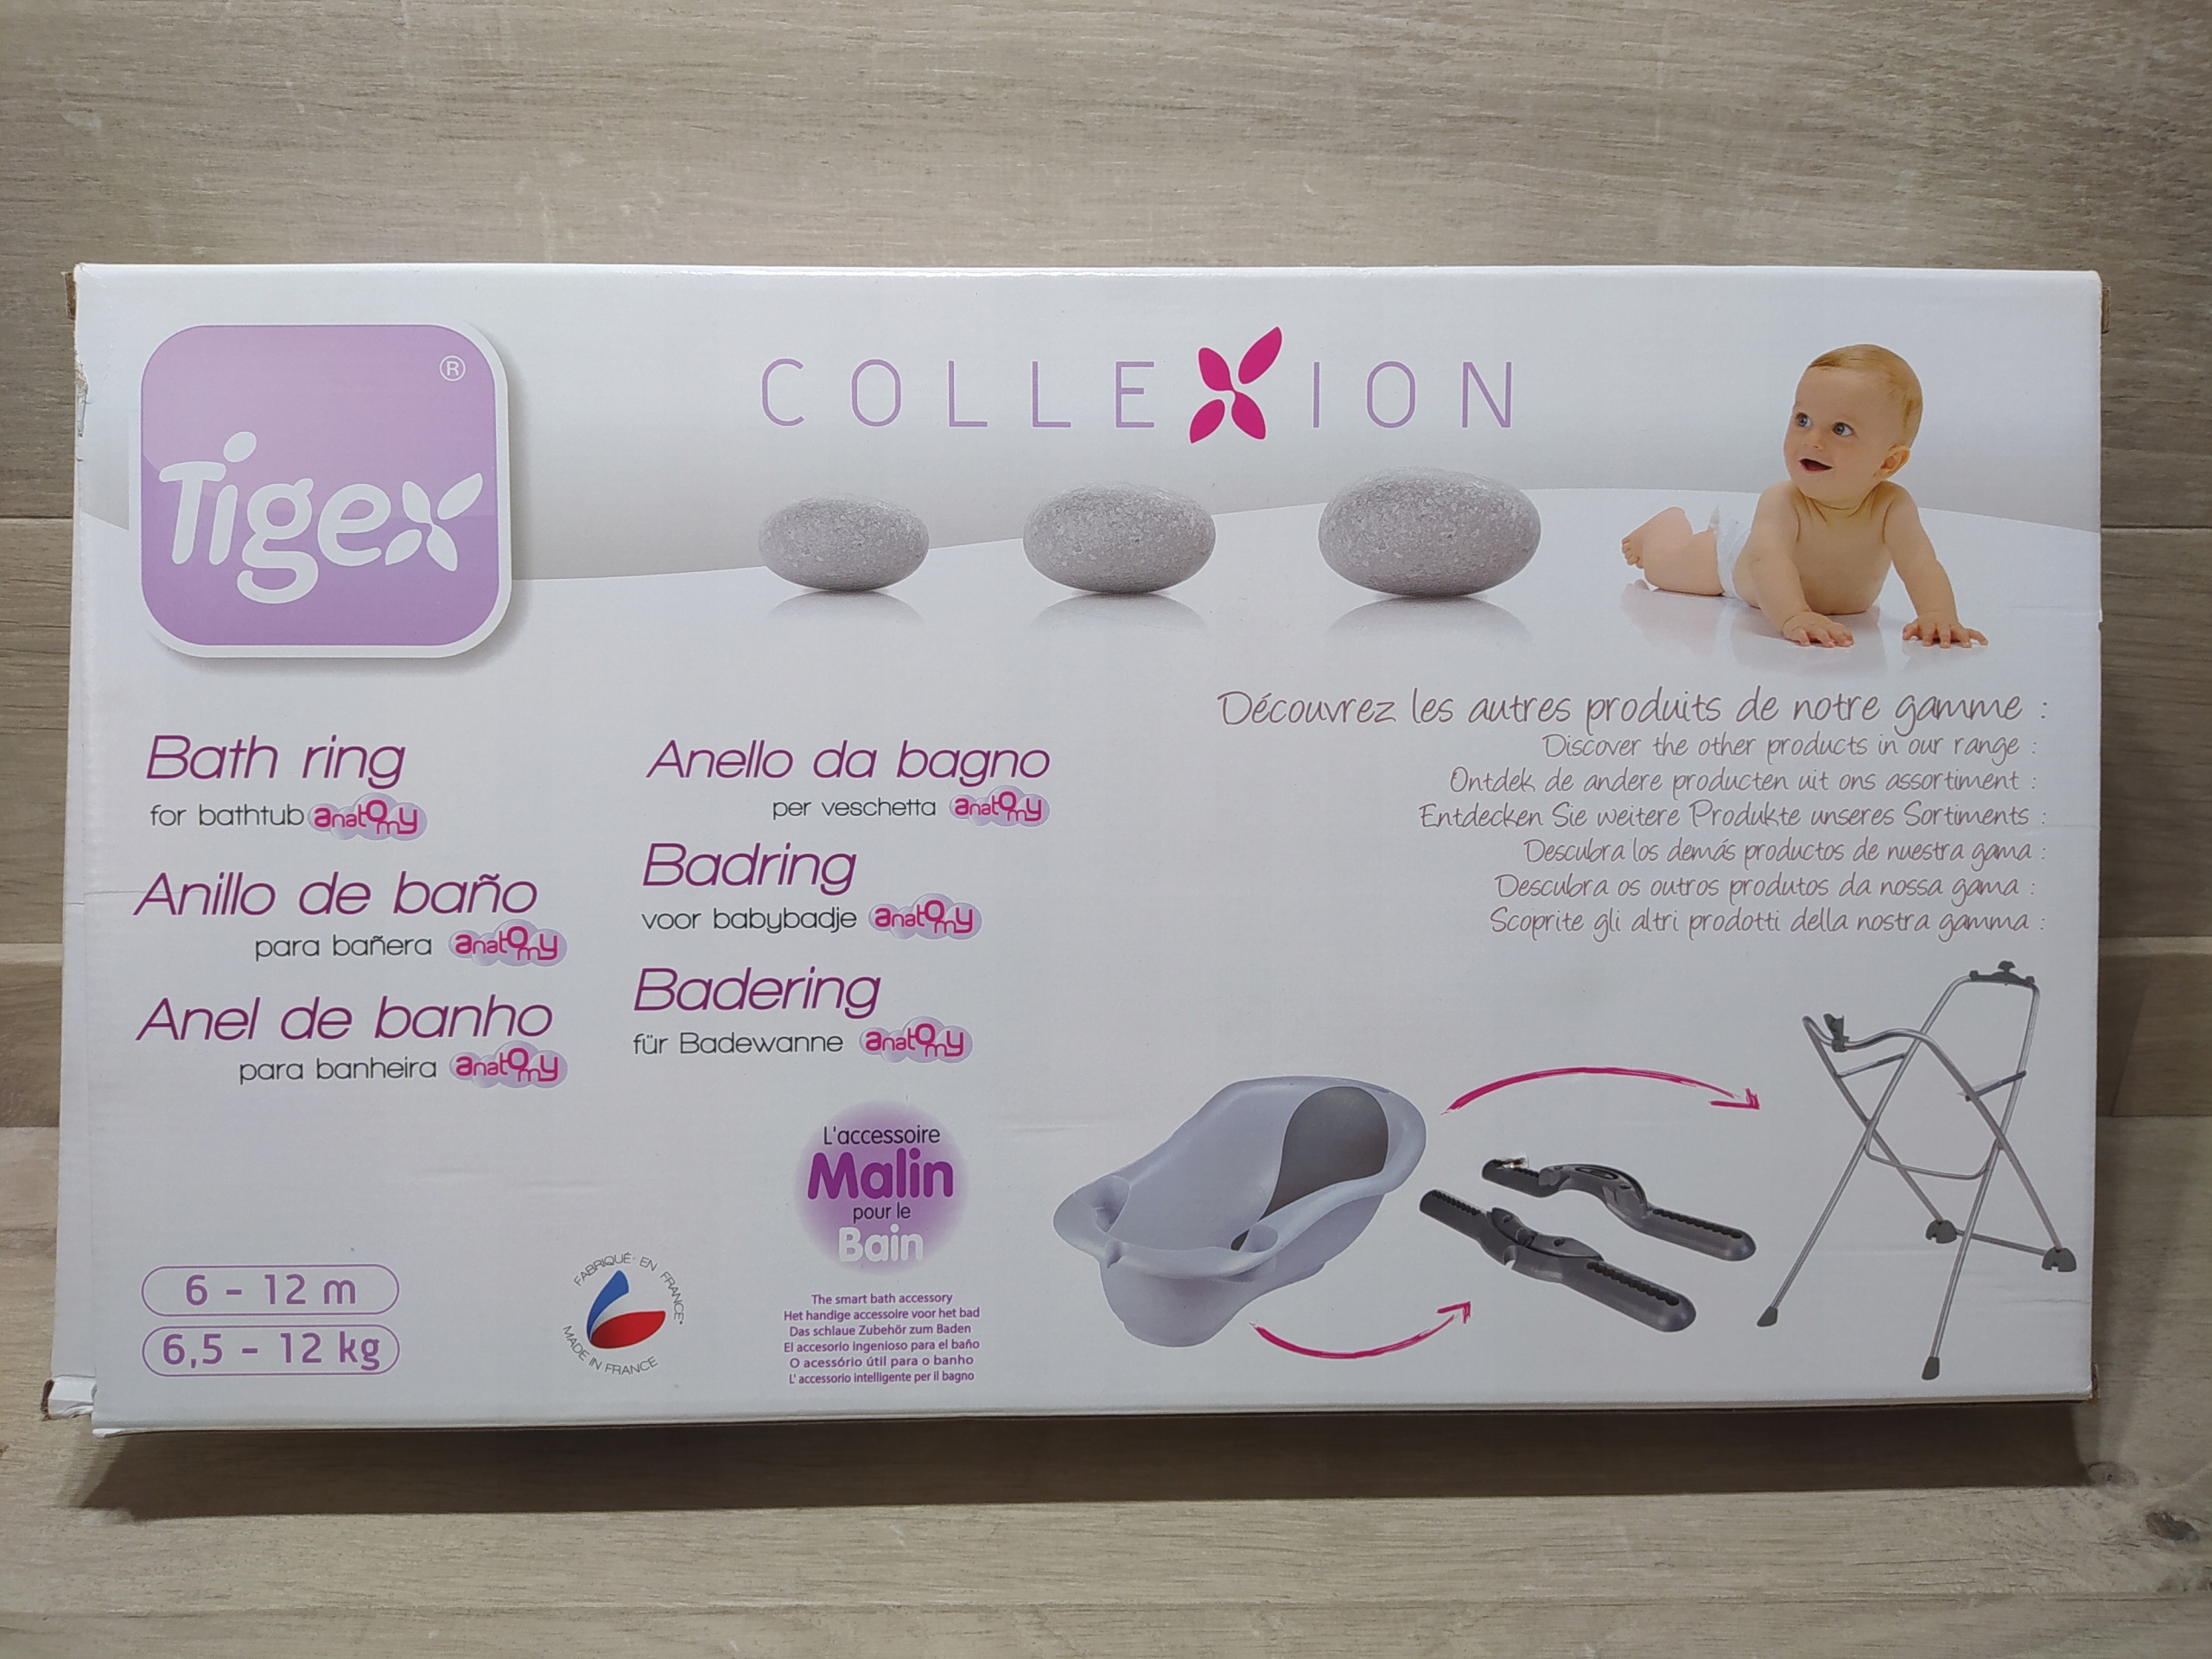 Tigex ®
COLLEXION
Bath ring
for bathtub anatomy
Anillo de baño
para bañera anatomy
Anel de banho
para banheira anatomy
Anello da bagno
per veschetta anatomy
Badring
voor babybadje anatomy
Badering
für Badewanne anatomy
Découvrez les autres produits de notre gamme :
Discover the other products in our range :
Ontdek de andere producten uit ons assortiment :
Entdecken Sie weitere Produkte unseres Sortiments :
Descubra los demás productos de nuestra gama :
Descubra os outros produtos da nossa gama :
Scoprite gli altri prodotti della nostra gamma :
6 - 12 m
6,5 - 12 kg
FABRIQUÉ EN FRANCE
MADE IN FRANCE
L'accessoire
Malin
pour le
Bain
The smart bath accessory
Het handige accessoire voor het bad
Das schlaue Zubehör zum Baden
El accesorio ingenioso para el baño
O acessório útil para o banho
L' accessorio intelligente per il bagno